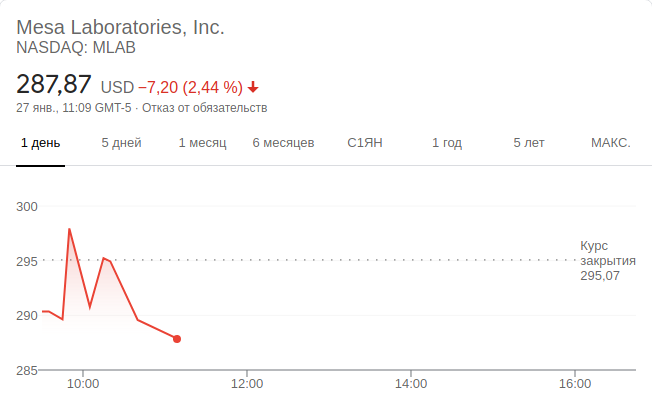 Mesa Laboratories, Inc.
NASDAQ: MLAB
287,87 USD −7,20 (2,44 %)
27 янв., 11:09 GMT-5 · Отказ от обязательств
1 день 5 дней 1 месяц 6 месяцев С1ЯН 1 год 5 лет МАКС.
300
295
290
285
Курс
закрытия
295,07
10:00 12:00 14:00 16:00